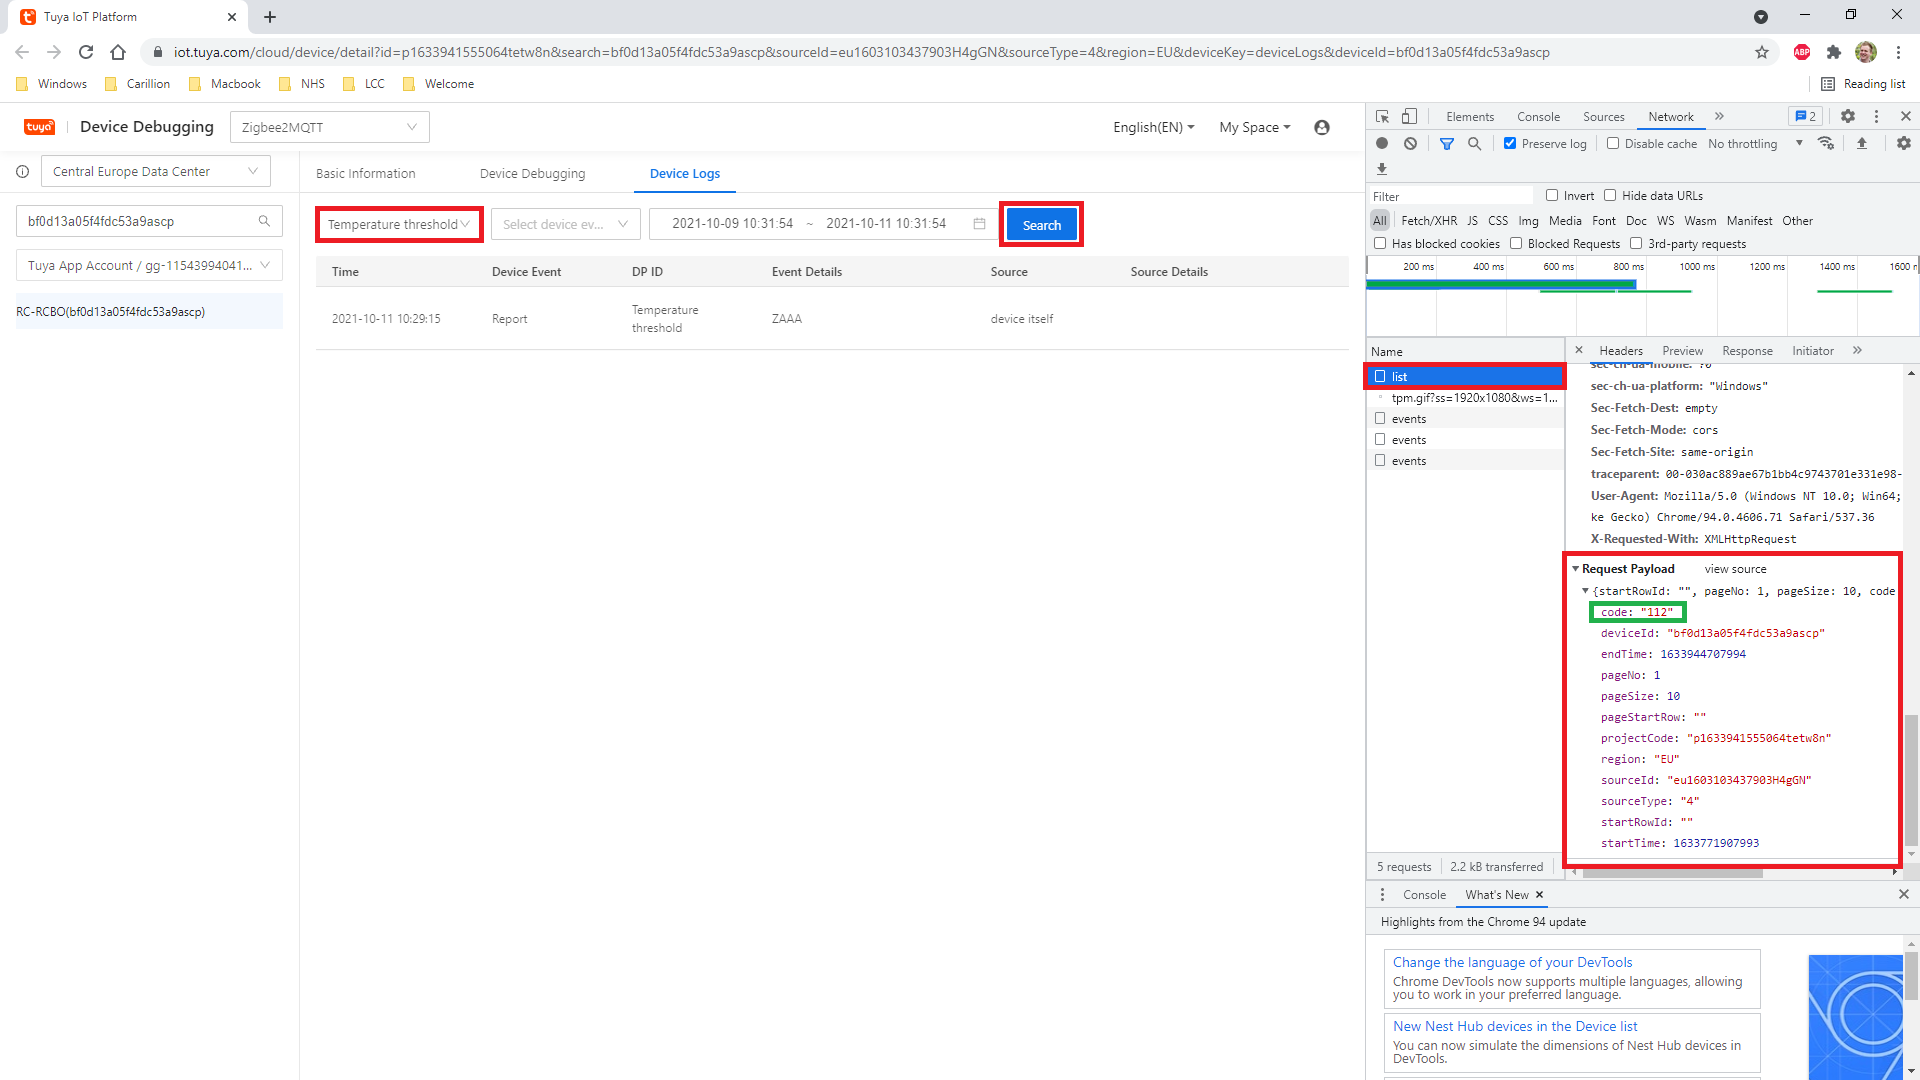 Tuya IoT Platform
iot.tuya.com/cloud/device/detail?id=p1633941555064tetw8n&search=bf0d13a05f4fdc53a9ascp&sourceId=eu1603103437903H4gGN&sourceType=4&region=EU&deviceKey=deviceLogs&deviceId=bf0d13a05f4fdc53a9ascp
ABP
Windows Carillion Macbook NHS LCC Welcome
Reading list
tuya Device Debugging Zigbee2MQTT
English(EN) My Space
Central Europe Data Center
bf0d13a05f4fdc53a9ascp
Tuya App Account / gg-11543994041...
RC-RCBO(bf0d13a05f4fdc53a9ascp)
Basic Information Device Debugging Device Logs
Temperature threshold Select device ev... 2021-10-09 10:31:54 ~ 2021-10-11 10:31:54 Search
Time Device Event DP ID Event Details Source Source Details
2021-10-11 10:29:15 Report Temperature threshold ZAAA device itself
Elements Console Sources Network » 2
Preserve log Disable cache No throttling
Filter Invert Hide data URLs
All Fetch/XHR JS CSS Img Media Font Doc WS Wasm Manifest Other
Has blocked cookies Blocked Requests 3rd-party requests
200 ms 400 ms 600 ms 800 ms 1000 ms 1200 ms 1400 ms 1600 n
Name
list
tpm.gif?ss=1920x1080&ws=1...
events
events
events
Headers Preview Response Initiator »
sec-ch-ua-mobile: ?0
sec-ch-ua-platform: "Windows"
Sec-Fetch-Dest: empty
Sec-Fetch-Mode: cors
Sec-Fetch-Site: same-origin
traceparent: 00-030ac889ae67b1bb4c9743701e331e98-
User-Agent: Mozilla/5.0 (Windows NT 10.0; Win64;
ke Gecko) Chrome/94.0.4606.71 Safari/537.36
X-Requested-With: XMLHttpRequest
Request Payload view source
{startRowId: "", pageNo: 1, pageSize: 10, code
code: "112"
deviceId: "bf0d13a05f4fdc53a9ascp"
endTime: 1633944707994
pageNo: 1
pageSize: 10
pageStartRow: ""
projectCode: "p1633941555064tetw8n"
region: "EU"
sourceId: "eu1603103437903H4gGN"
sourceType: "4"
startRowId: ""
startTime: 1633771907993
5 requests 2.2 kB transferred
Console What's New
Highlights from the Chrome 94 update
Change the language of your DevTools
Chrome DevTools now supports multiple languages, allowing
you to work in your preferred language.
New Nest Hub devices in the Device list
You can now simulate the dimensions of Nest Hub devices in
DevTools.